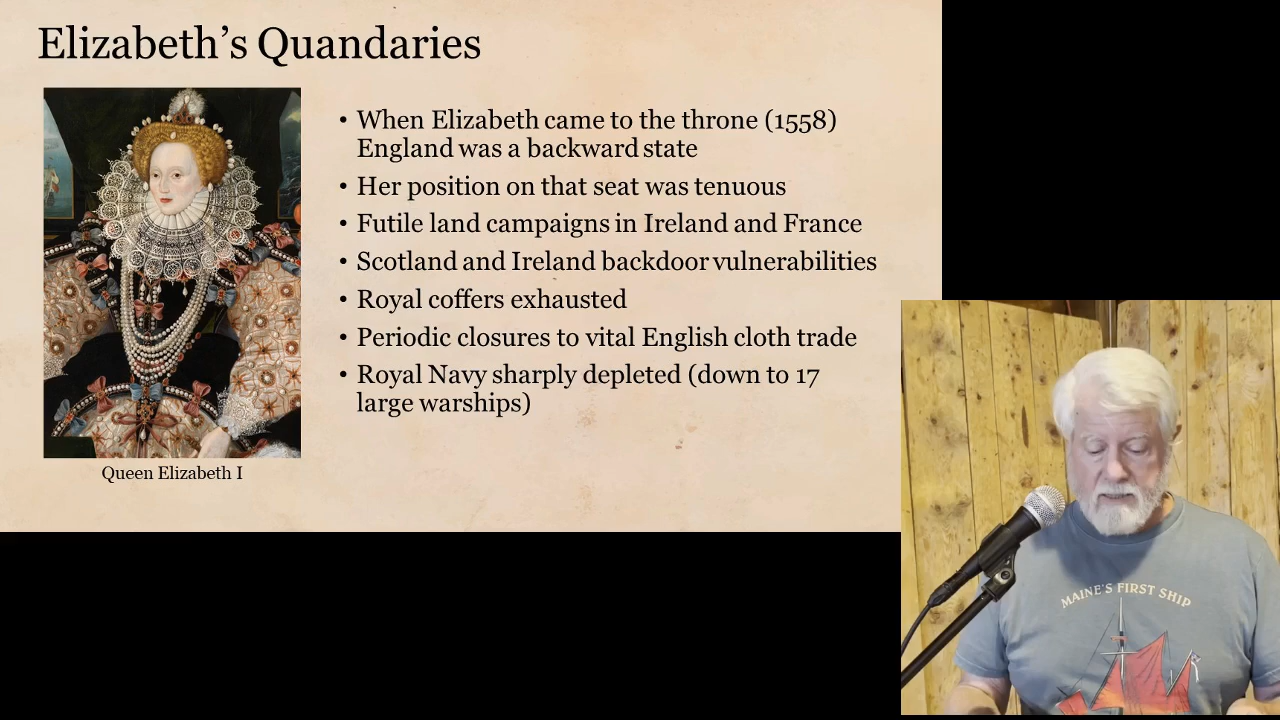 Elizabeth’s Quandaries
• When Elizabeth came to the throne (1558)
England was a backward state
• Her position on that seat was tenuous
• Futile land campaigns in Ireland and France
• Scotland and Ireland backdoor vulnerabilities
• Royal coffers exhausted
• Periodic closures to vital English cloth trade
• Royal Navy sharply depleted (down to 17
large warships)
Queen Elizabeth I
MAINE'S FIRST SHIP